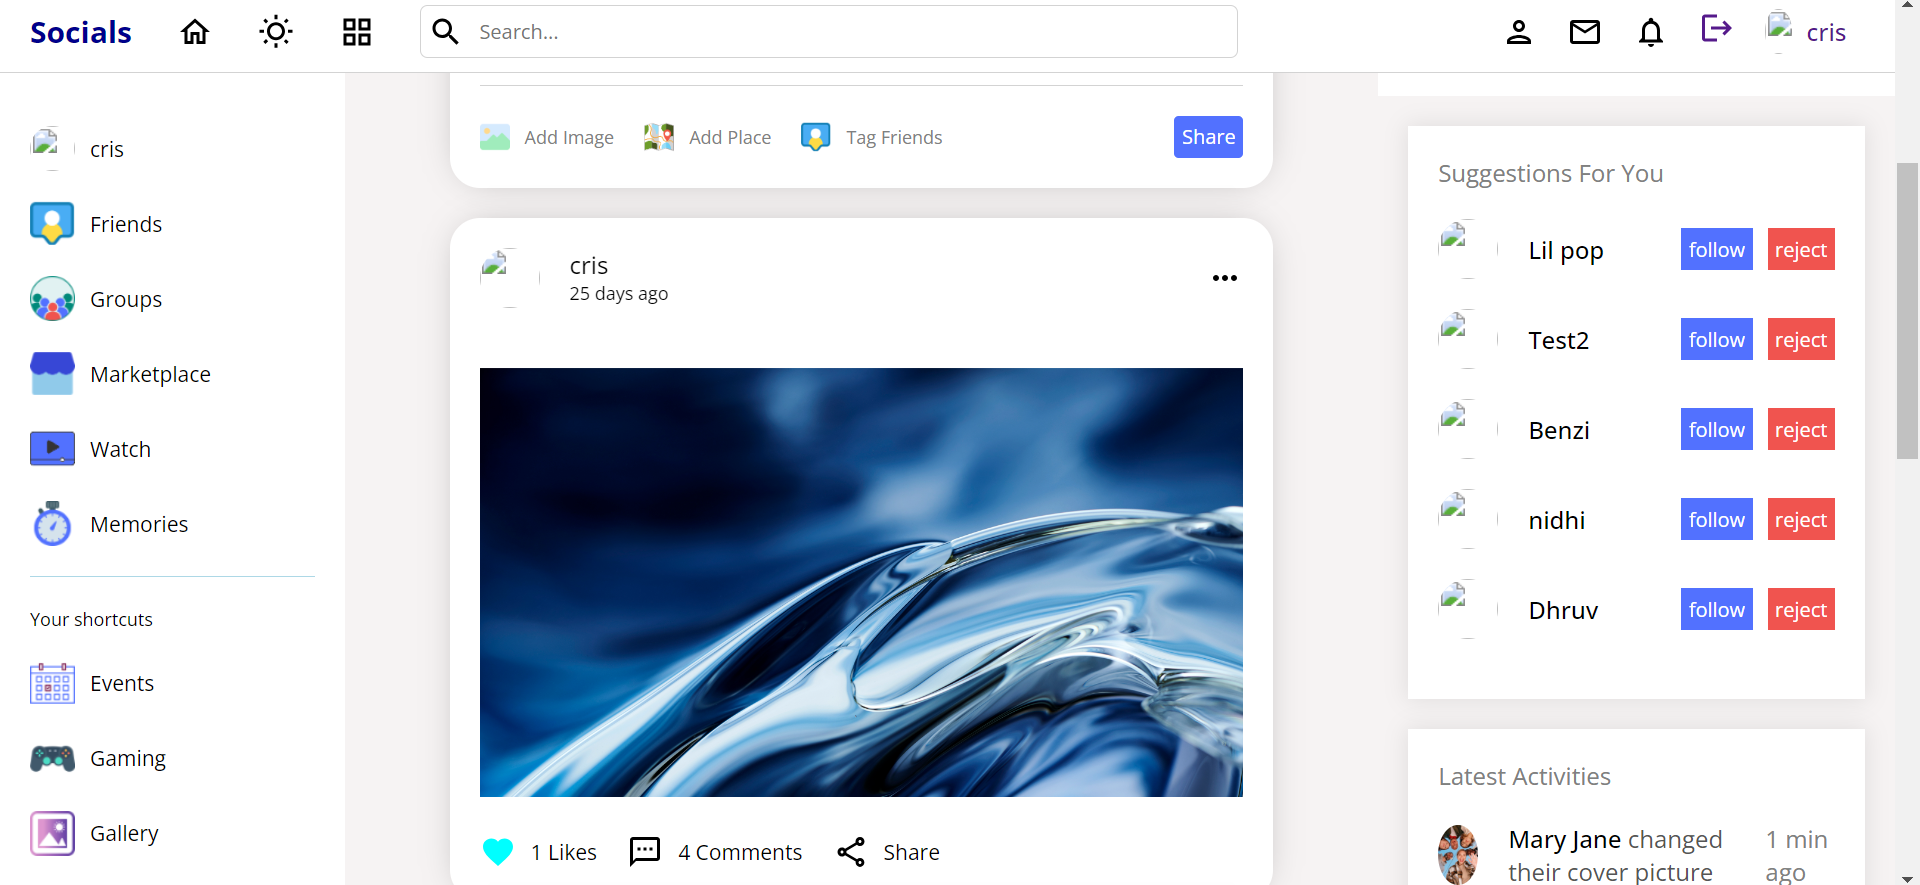 Socials
Search...
cris
cris
Friends
Groups
Marketplace
Watch
Memories
Your shortcuts
Events
Gaming
Gallery
Add Image
Add Place
Tag Friends
Share
cris
25 days ago
1 Likes
4 Comments
Share
Suggestions For You
Lil pop
follow
reject
Test2
follow
reject
Benzi
follow
reject
nidhi
follow
reject
Dhruv
follow
reject
Latest Activities
Mary Jane changed
their cover picture
1 min
ago